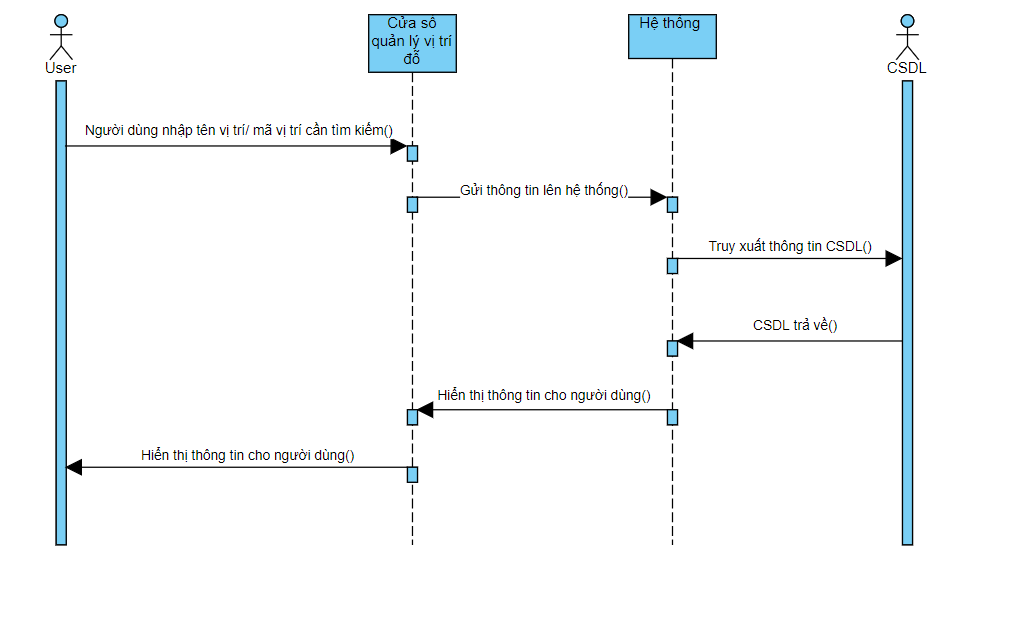 User
Cửa sổ
quản lý vị trí
đỗ
Hệ thông
CSDL
Người dùng nhập tên vị trí/ mã vị trí cần tìm kiếm()
Gửi thông tin lên hệ thống()
Truy xuất thông tin CSDL()
CSDL trả về()
Hiển thị thông tin cho người dùng()
Hiển thị thông tin cho người dùng()